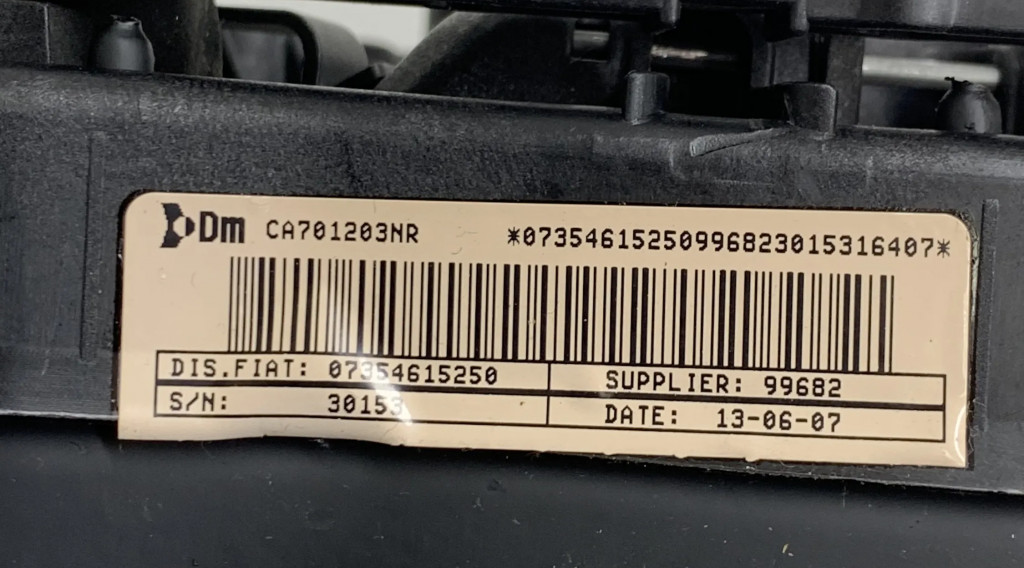 Dm CA701203NR *07354615250996823015316407*
DIS.FIAT: 07354615250 SUPPLIER: 99682
S/N: 30153 DATE: 13-06-07